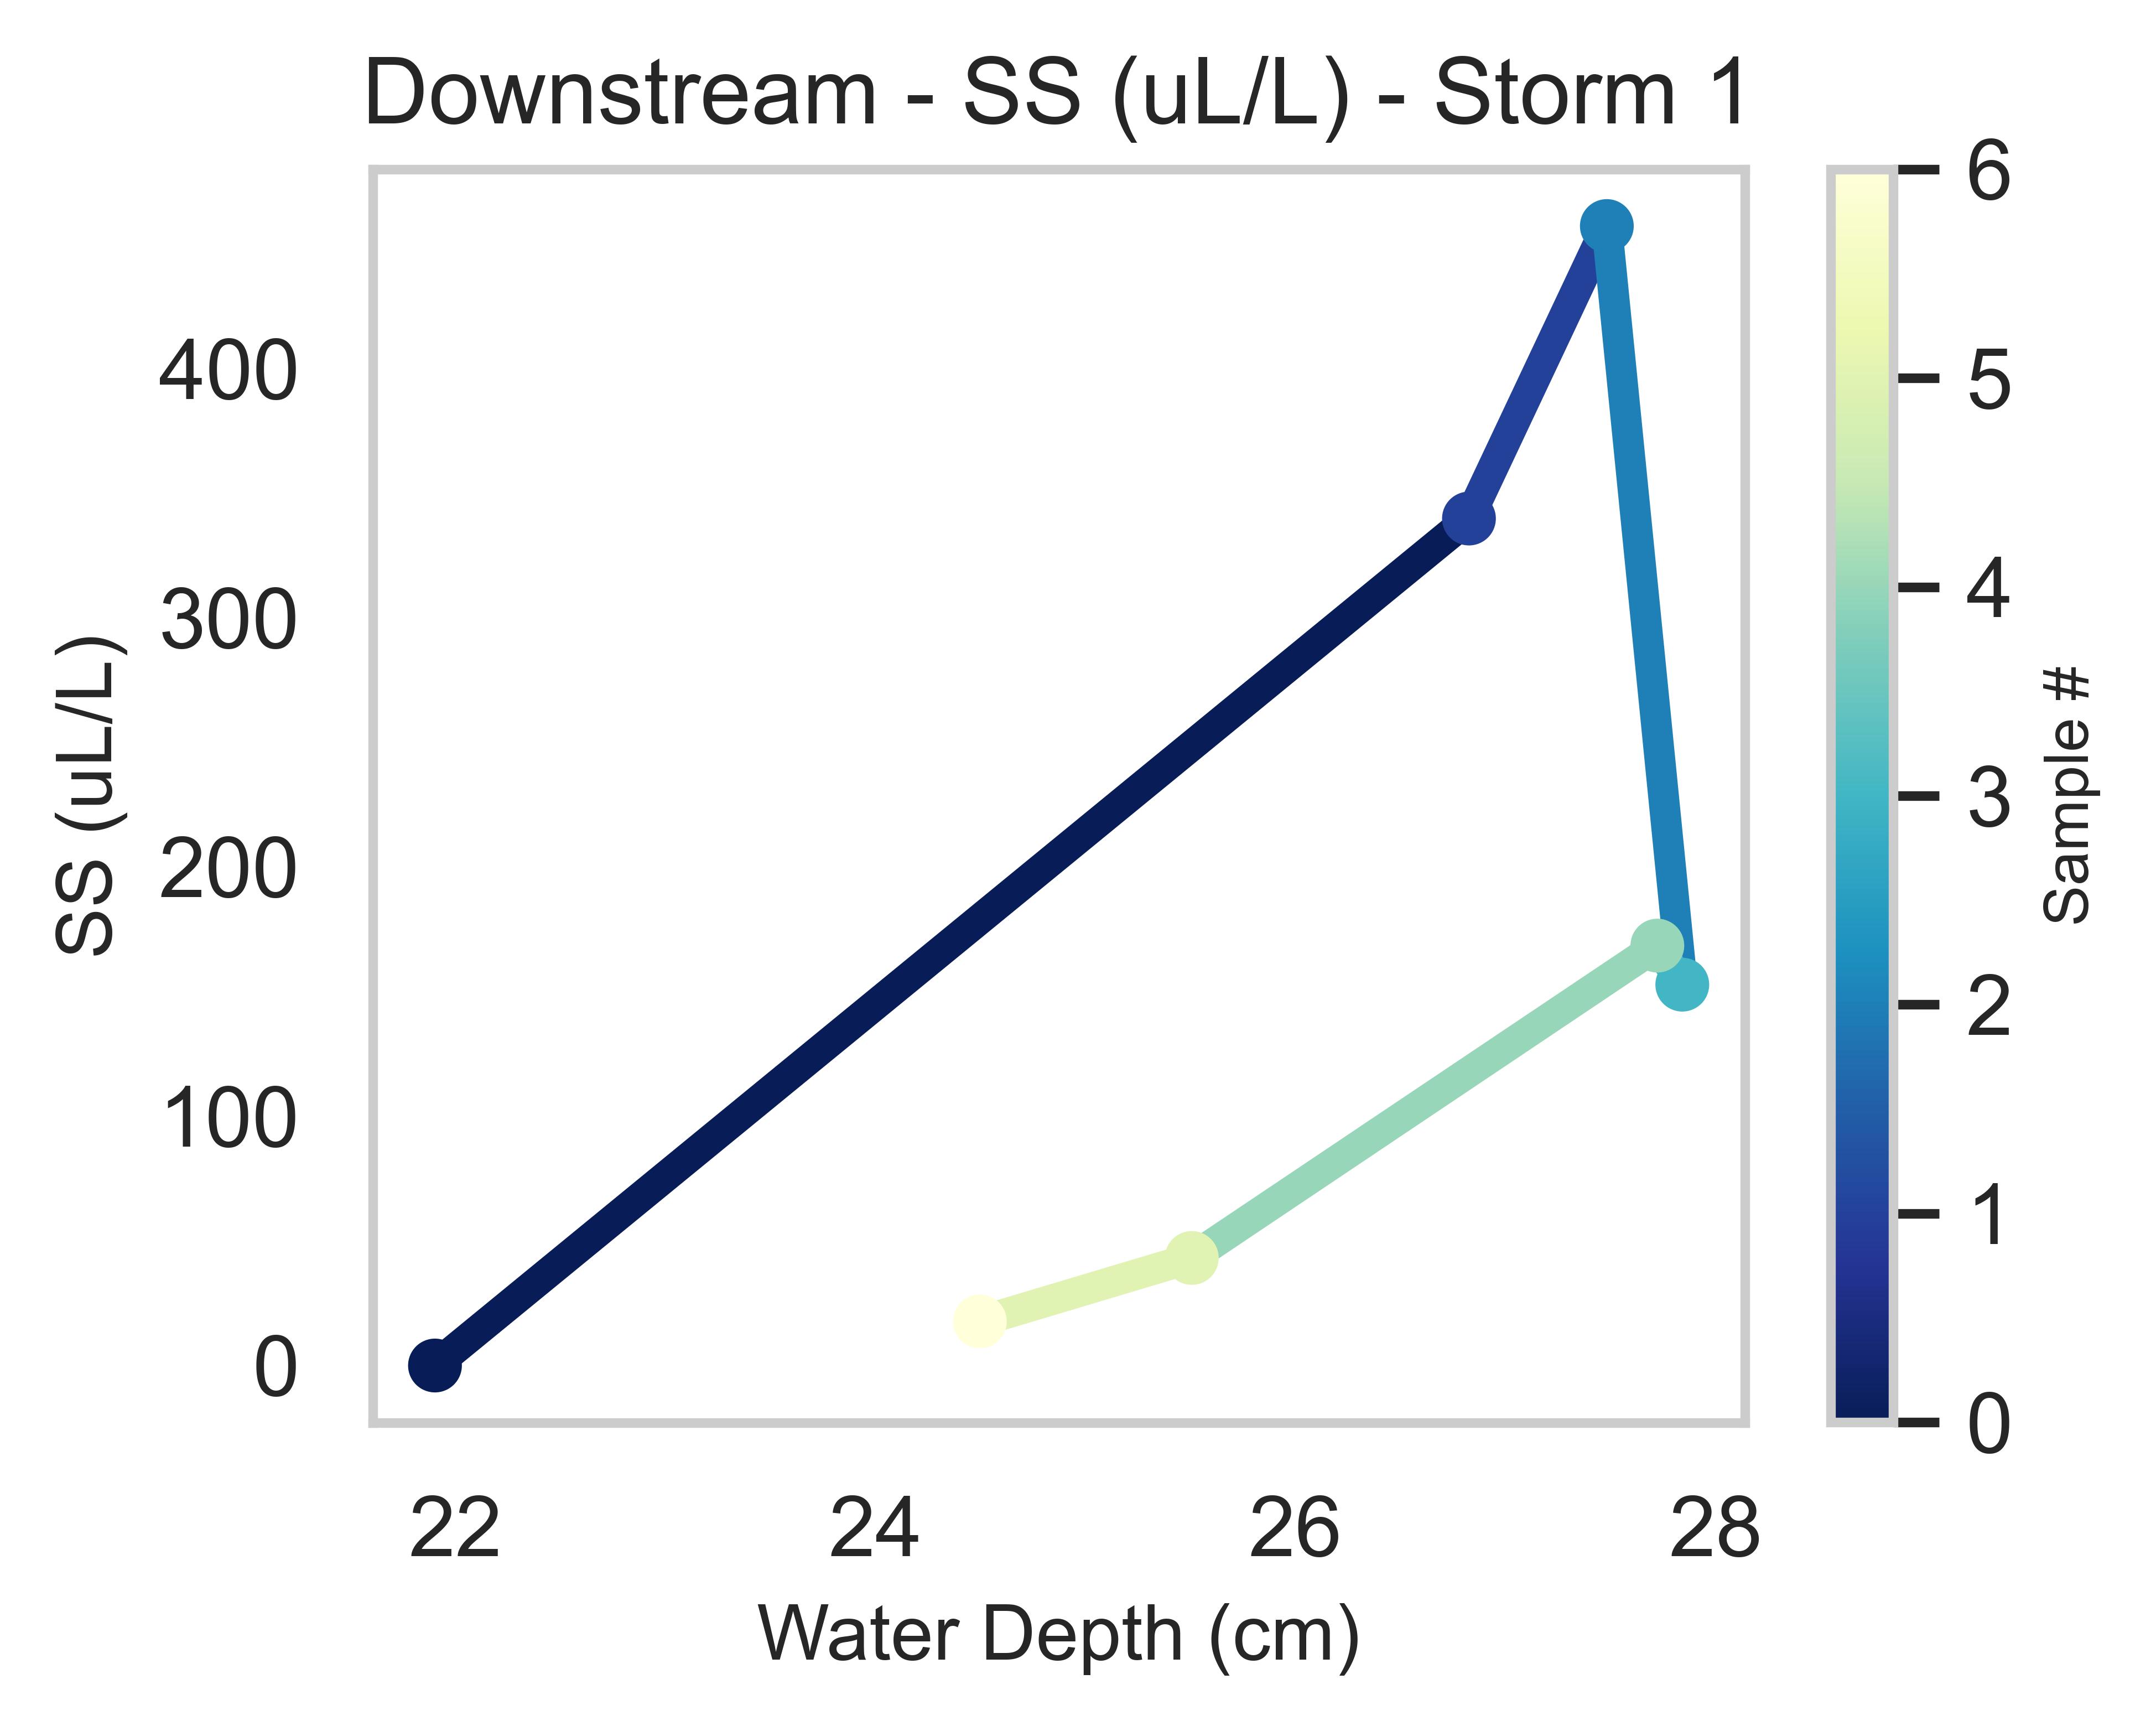 Downstream - SS (uL/L) - Storm 1
SS (uL/L)
400
300
200
100
0
22 24 26 28
Water Depth (cm)
6
5
4
3
2
1
0
Sample #